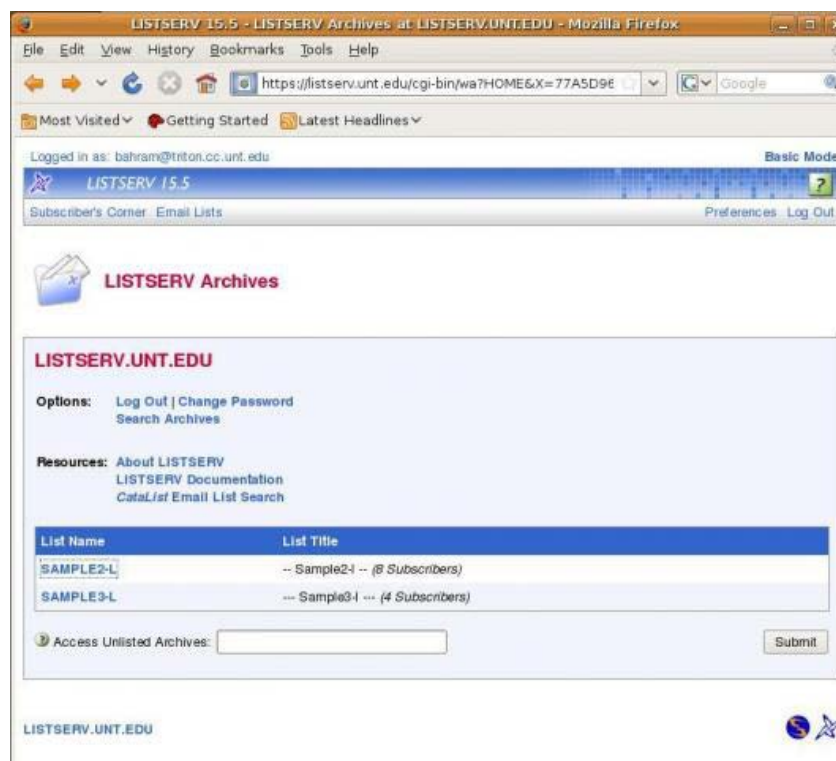 LISTSERV 15.5 - LISTSERV Archives at LISTSERV.UNT.EDU - Mozilla Firefox
File Edit View History Bookmarks Tools Help
https://listserv.unt.edu/cgi-bin/wa?HOME&X=77A5D96 Google
Most Visited Getting Started Latest Headlines
Logged in as: bahram@triton.cc.unt.edu Basic Mode
LISTSERV 15.5 ?
Subscriber's Corner Email Lists Preferences Log Out
LISTSERV Archives
LISTSERV.UNT.EDU
Options: Log Out | Change Password
Search Archives
Resources: About LISTSERV
LISTSERV Documentation
CataList Email List Search
List Name List Title
SAMPLE2-L -- Sample2-l -- (8 Subscribers)
SAMPLE3-L --- Sample3-l --- (4 Subscribers)
Access Unlisted Archives: Submit
LISTSERV.UNT.EDU